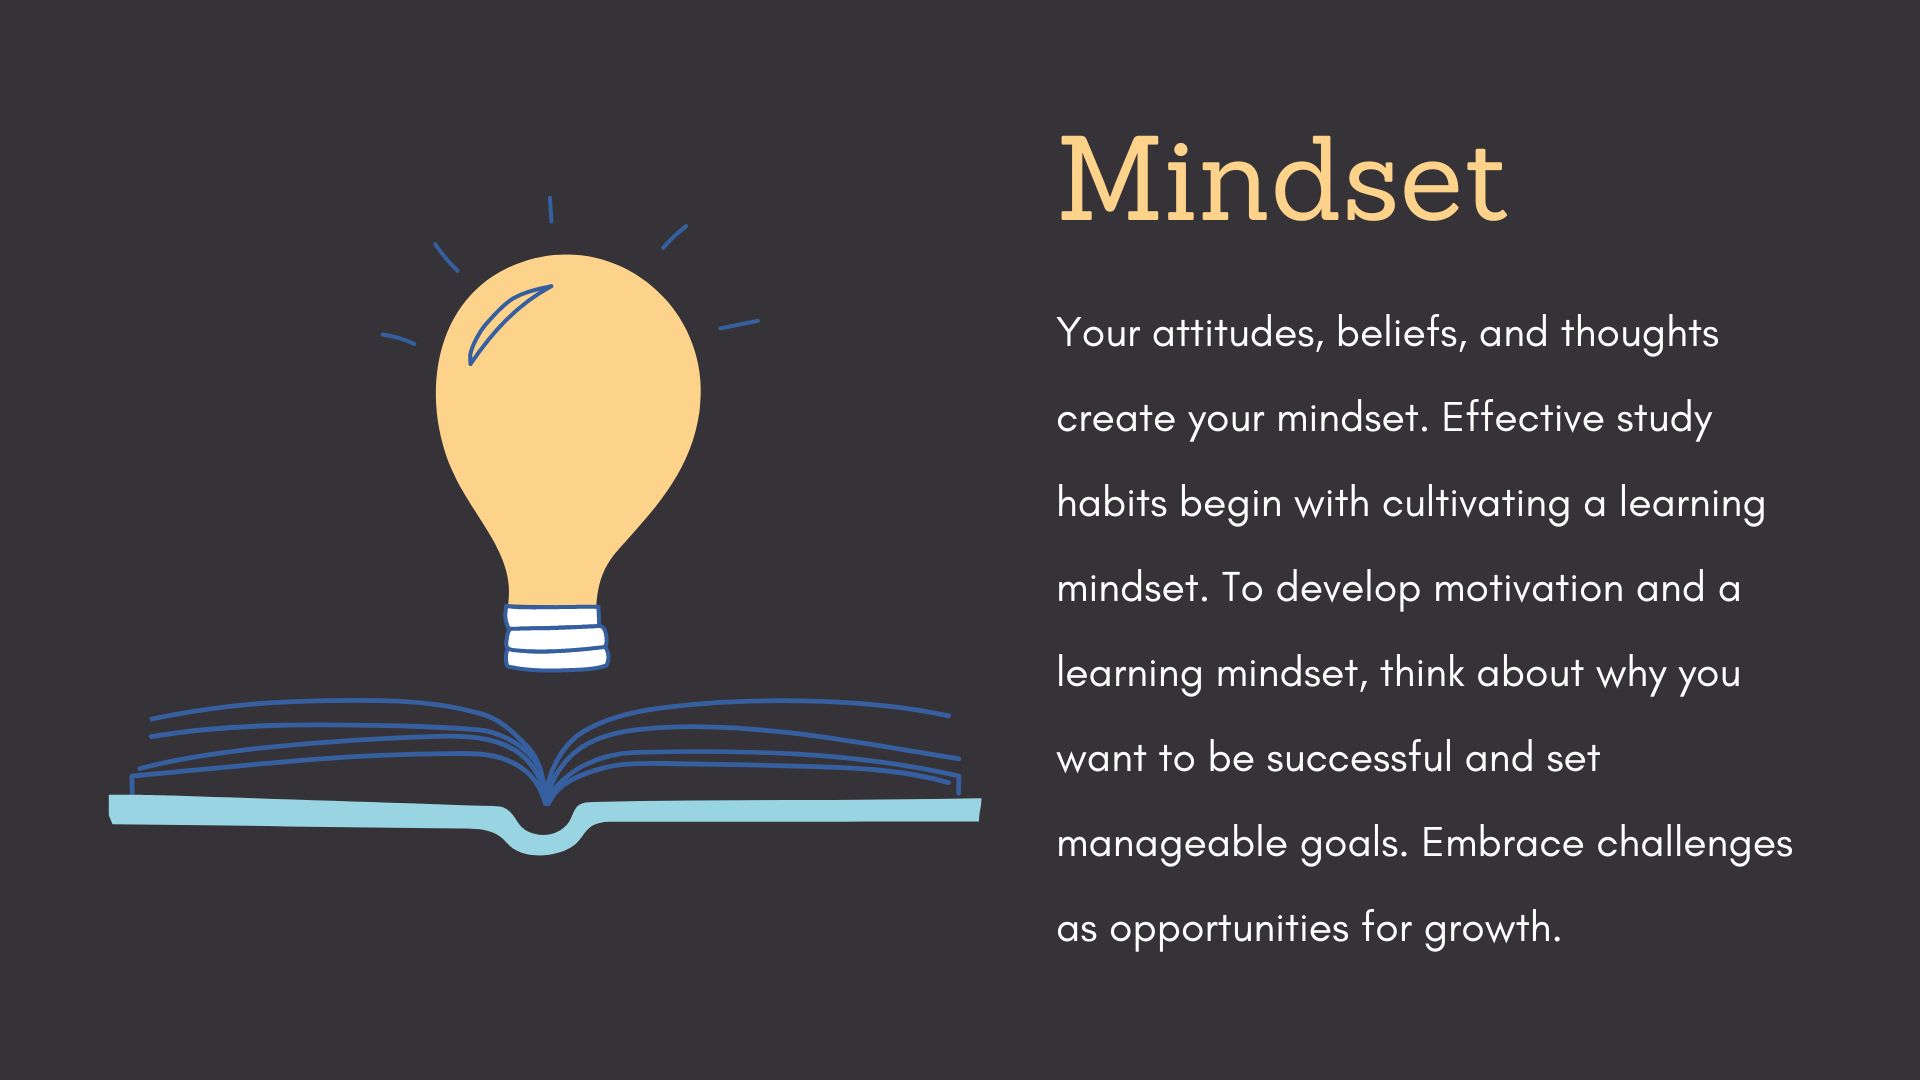 Mindset
Your attitudes, beliefs, and thoughts
create your mindset. Effective study
habits begin with cultivating a learning
mindset. To develop motivation and a
learning mindset, think about why you
want to be successful and set
manageable goals. Embrace challenges
as opportunities for growth.